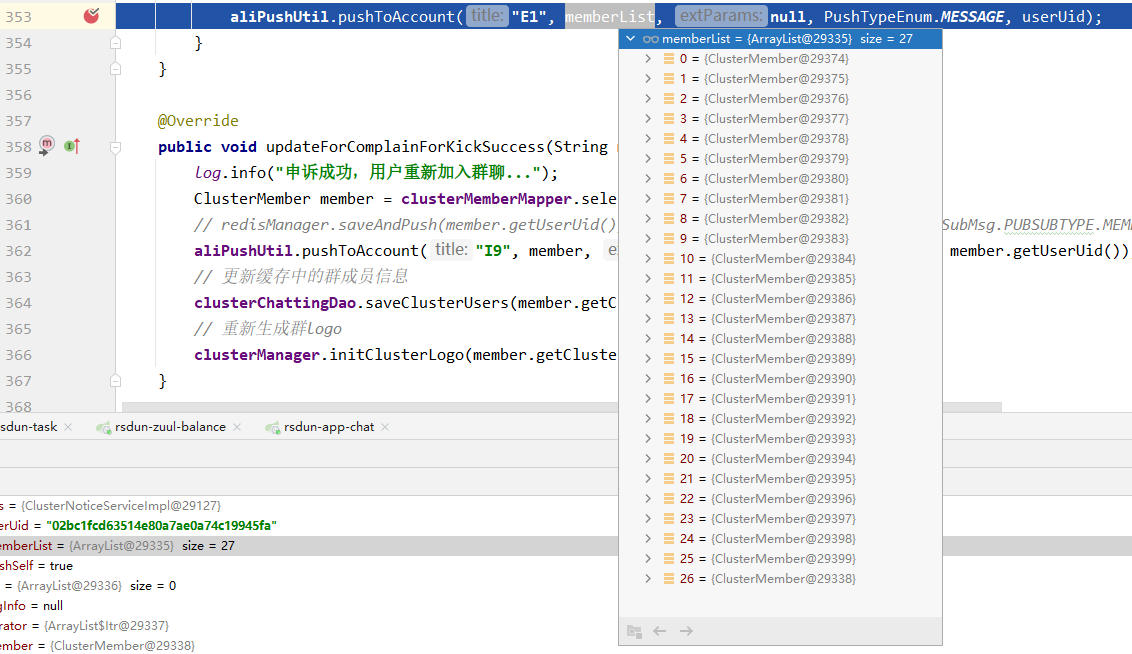 353 aliPushUtil.pushToAccount( title: "E1", memberList, extParams: null, PushTypeEnum.MESSAGE, userUid);
354 }
355 }
356
357 @Override
358 public void updateForComplainForKickSuccess(String
359 log.info("申诉成功，用户重新加入群聊...");
360 ClusterMember member = clusterMemberMapper.sele
361 // redisManager.saveAndPush(member.getUserUid() SubMsg.PUBSUBTYPE.MEM
362 aliPushUtil.pushToAccount( title: "I9", member, e member.getUserUid())
363 // 更新缓存中的群成员信息
364 clusterChattingDao.saveClusterUsers(member.getC
365 // 重新生成群logo
366 clusterManager.initClusterLogo(member.getCluste
367 }
368
memberList = {ArrayList@29335} size = 27
0 = {ClusterMember@29374}
1 = {ClusterMember@29375}
2 = {ClusterMember@29376}
3 = {ClusterMember@29377}
4 = {ClusterMember@29378}
5 = {ClusterMember@29379}
6 = {ClusterMember@29380}
7 = {ClusterMember@29381}
8 = {ClusterMember@29382}
9 = {ClusterMember@29383}
10 = {ClusterMember@29384}
11 = {ClusterMember@29385}
12 = {ClusterMember@29386}
13 = {ClusterMember@29387}
14 = {ClusterMember@29388}
15 = {ClusterMember@29389}
16 = {ClusterMember@29390}
17 = {ClusterMember@29391}
18 = {ClusterMember@29392}
19 = {ClusterMember@29393}
20 = {ClusterMember@29394}
21 = {ClusterMember@29395}
22 = {ClusterMember@29396}
23 = {ClusterMember@29397}
24 = {ClusterMember@29398}
25 = {ClusterMember@29399}
26 = {ClusterMember@29338}
rsdun-task rsdun-zuul-balance rsdun-app-chat
s = {ClusterNoticeServiceImpl@29127}
erUid = "02bc1fcd63514e80a7ae0a74c19945fa"
emberList = {ArrayList@29335} size = 27
shSelf = true
= {ArrayList@29336} size = 0
gInfo = null
rator = {ArrayList$Itr@29337}
ember = {ClusterMember@29338}